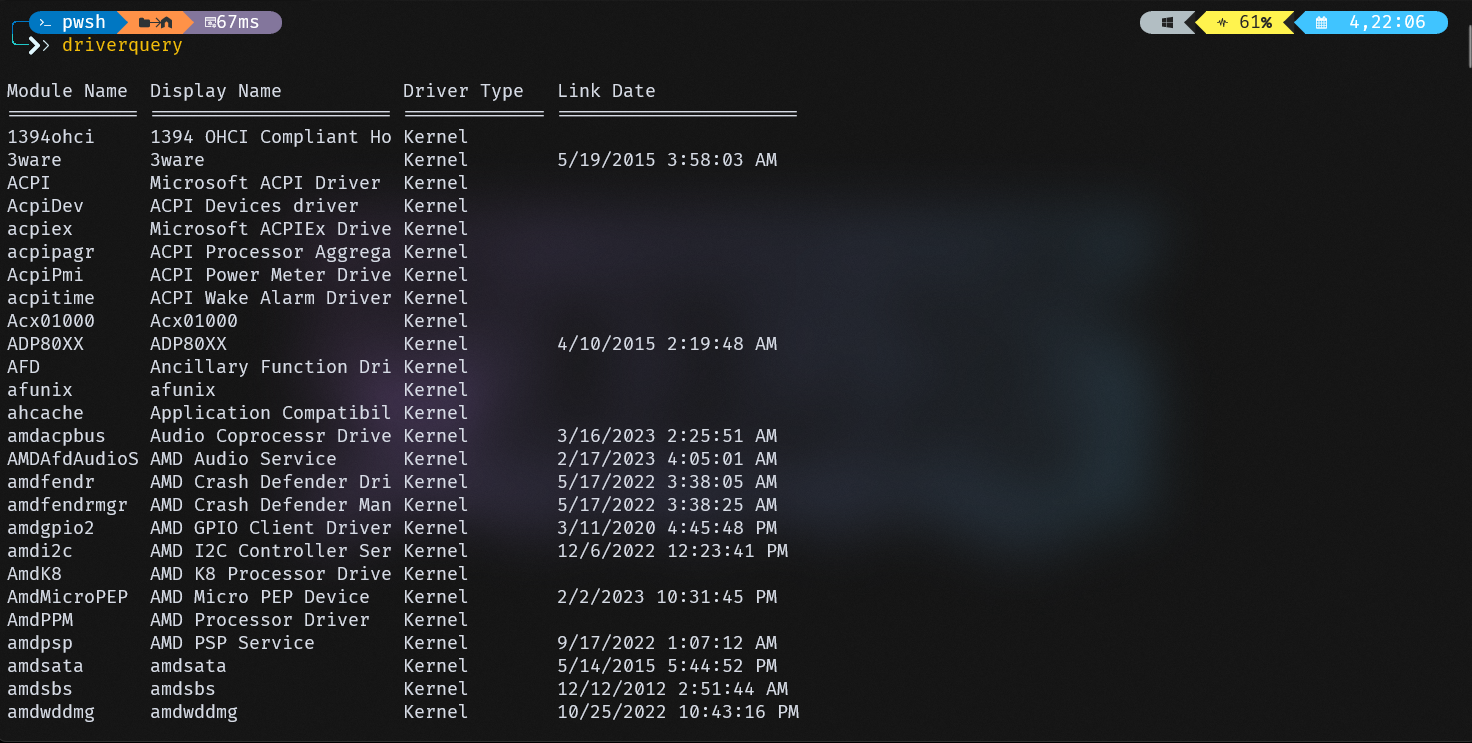 pwsh 67ms 61% 4,22:06
driverquery
Module Name Display Name Driver Type Link Date
1394ohci 1394 OHCI Compliant Ho Kernel
3ware 3ware Kernel 5/19/2015 3:58:03 AM
ACPI Microsoft ACPI Driver Kernel
AcpiDev ACPI Devices driver Kernel
acpiex Microsoft ACPIEx Drive Kernel
acpipagr ACPI Processor Aggrega Kernel
AcpiPmi ACPI Power Meter Drive Kernel
acpitime ACPI Wake Alarm Driver Kernel
Acx01000 Acx01000 Kernel
ADP80XX ADP80XX Kernel 4/10/2015 2:19:48 AM
AFD Ancillary Function Dri Kernel
afunix afunix Kernel
ahcache Application Compatibil Kernel
amdacpbus Audio Coprocessr Drive Kernel 3/16/2023 2:25:51 AM
AMDAfdAudioS AMD Audio Service Kernel 2/17/2023 4:05:01 AM
amdfendr AMD Crash Defender Dri Kernel 5/17/2022 3:38:05 AM
amdfendrmgr AMD Crash Defender Man Kernel 5/17/2022 3:38:25 AM
amdgpio2 AMD GPIO Client Driver Kernel 3/11/2020 4:45:48 PM
amdi2c AMD I2C Controller Ser Kernel 12/6/2022 12:23:41 PM
AmdK8 AMD K8 Processor Drive Kernel
AmdMicroPEP AMD Micro PEP Device Kernel 2/2/2023 10:31:45 PM
AmdPPM AMD Processor Driver Kernel
amdpsp AMD PSP Service Kernel 9/17/2022 1:07:12 AM
amdsata amdsata Kernel 5/14/2015 5:44:52 PM
amdsbs amdsbs Kernel 12/12/2012 2:51:44 AM
amdwddmg amdwddmg Kernel 10/25/2022 10:43:16 PM